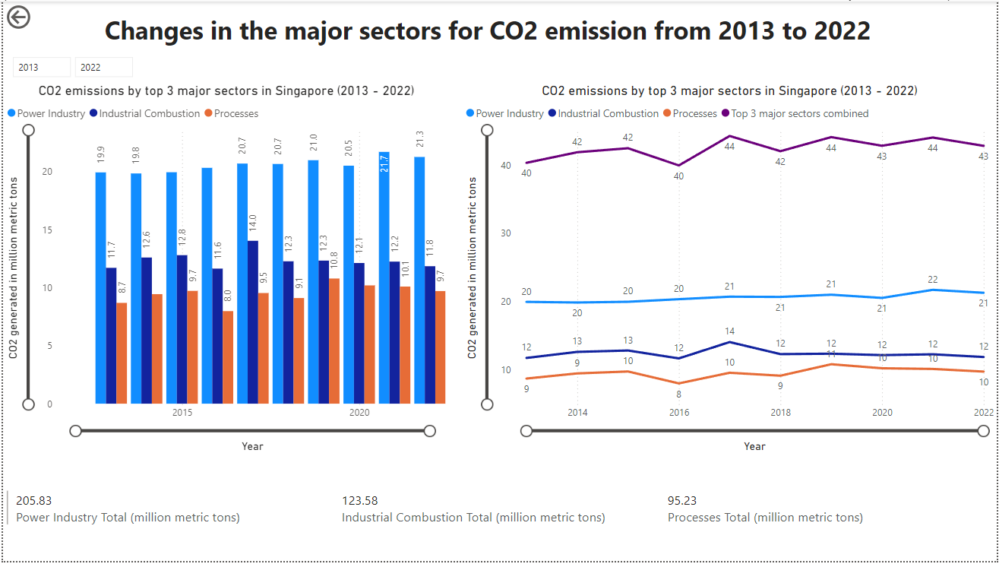 Changes in the major sectors for CO2 emission from 2013 to 2022
2013 2022
CO2 emissions by top 3 major sectors in Singapore (2013 - 2022)
Power Industry Industrial Combustion Processes
CO2 generated in million metric tons
20
15
10
5
0
19.9 11.7 8.7
19.8 12.6
12.8 9.7
11.6 8.0
20.7 14.0 9.5
20.7 12.3 9.1
21.0 12.3 10.8
20.5 12.1
21.7 12.2 10.1
21.3 11.8 9.7
2015 2020
Year
CO2 emissions by top 3 major sectors in Singapore (2013 - 2022)
Power Industry Industrial Combustion Processes Top 3 major sectors combined
CO2 generated in million metric tons
40
30
20
10
40 42 42 40 44 42 44 43 44 43
20 20 20 20 21 21 21 21 22 21
12 13 13 12 14 12 12 12 12 12
9 9 10 8 10 9 11 10 10 10
2014 2016 2018 2020 2022
Year
205.83
Power Industry Total (million metric tons)
123.58
Industrial Combustion Total (million metric tons)
95.23
Processes Total (million metric tons)